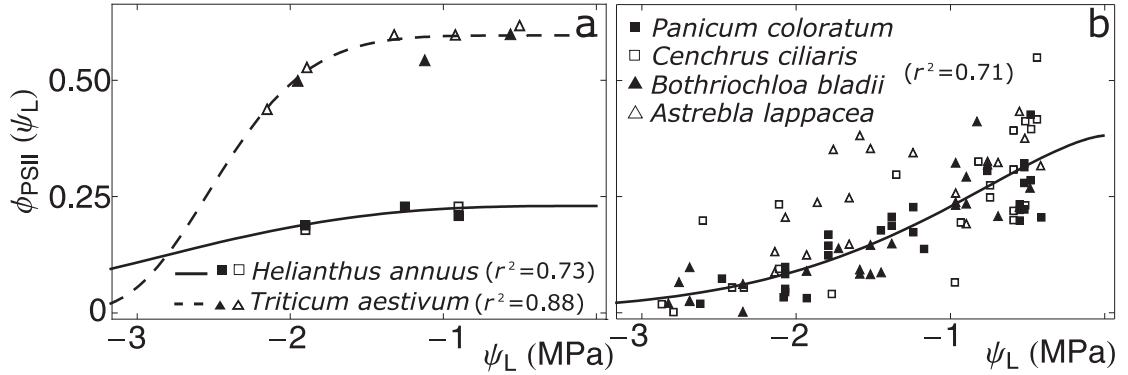 a
0.50
0.25
0
ϕPSII (ψL)
Helianthus annuus (r²=0.73)
Triticum aestivum (r²=0.88)
−3 −2 −1
ψL (MPa)
b
Panicum coloratum
Cenchrus ciliaris
Bothriochloa bladii (r²=0.71)
Astrebla lappacea
−3 −2 −1
ψL (MPa)